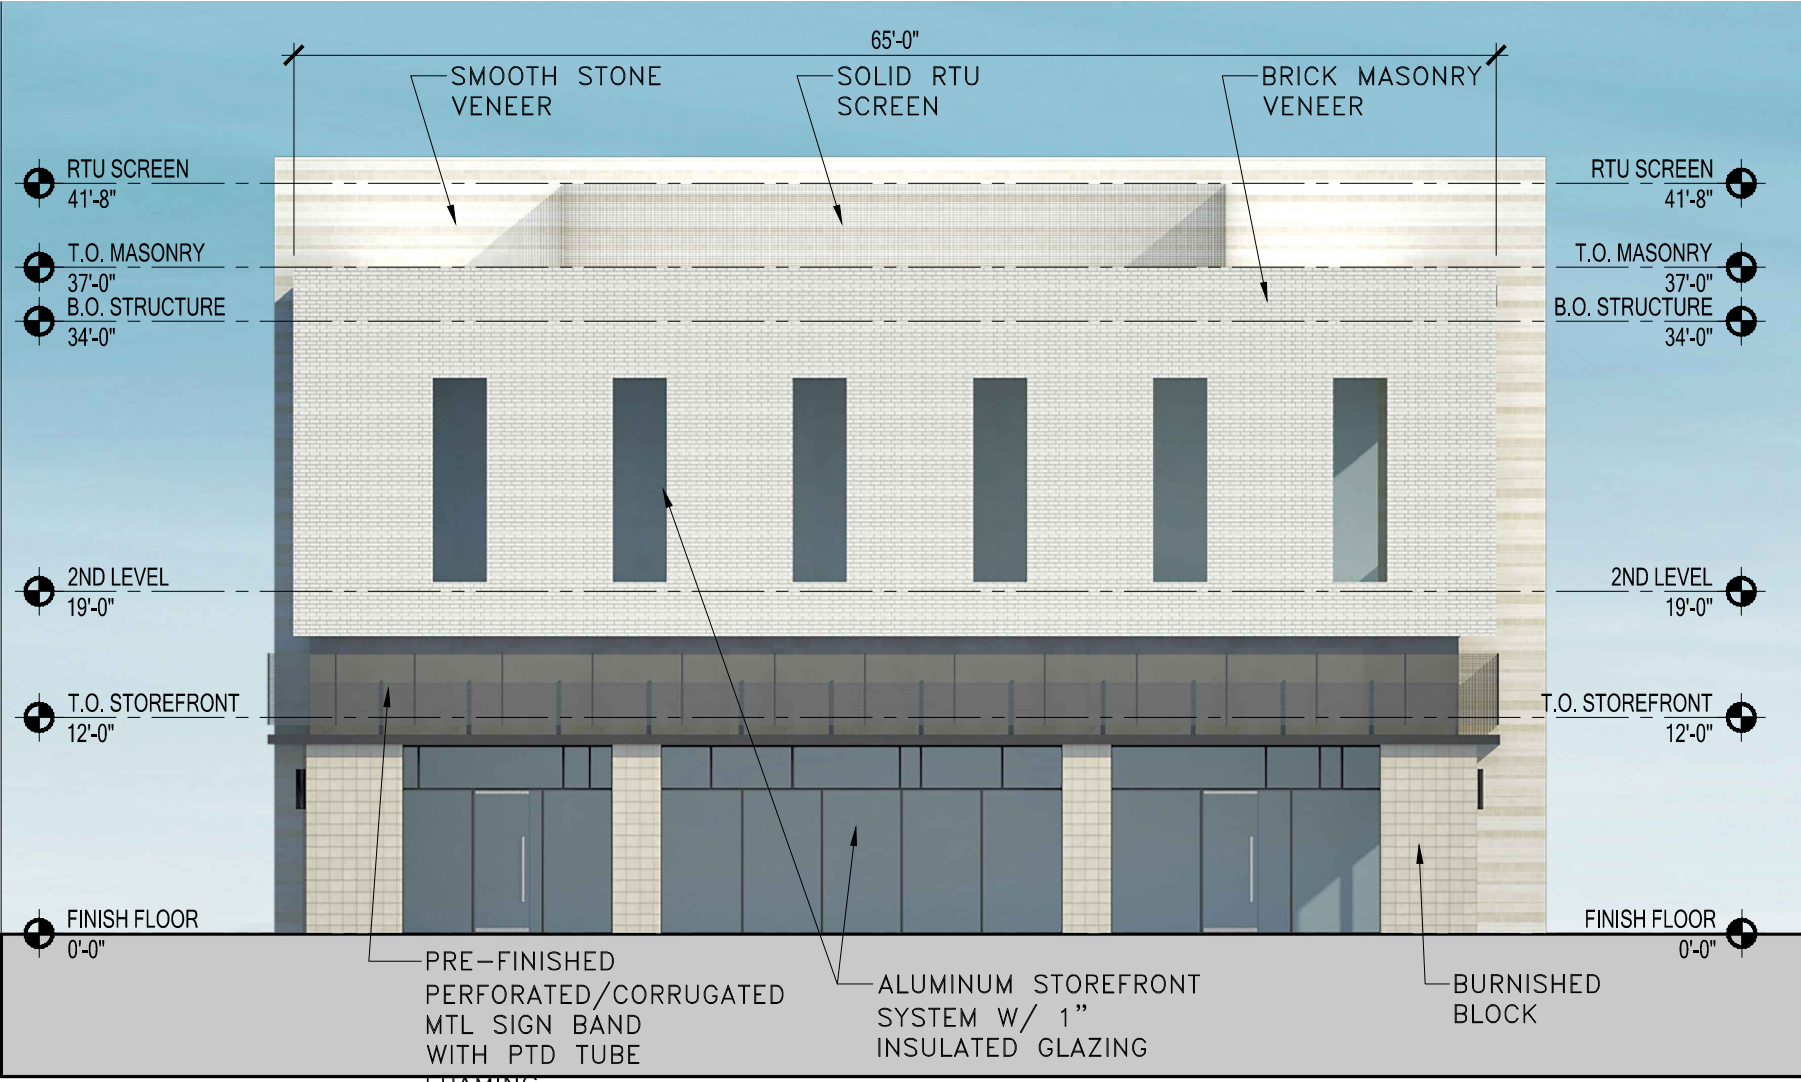 65'-0"
SMOOTH STONE
VENEER
SOLID RTU
SCREEN
BRICK MASONRY
VENEER
RTU SCREEN
41'-8"
T.O. MASONRY
37'-0"
B.O. STRUCTURE
34'-0"
2ND LEVEL
19'-0"
T.O. STOREFRONT
12'-0"
FINISH FLOOR
0'-0"
RTU SCREEN
41'-8"
T.O. MASONRY
37'-0"
B.O. STRUCTURE
34'-0"
2ND LEVEL
19'-0"
T.O. STOREFRONT
12'-0"
FINISH FLOOR
0'-0"
PRE-FINISHED
PERFORATED/CORRUGATED
MTL SIGN BAND
WITH PTD TUBE
FRAMING
ALUMINUM STOREFRONT
SYSTEM W/ 1"
INSULATED GLAZING
BURNISHED
BLOCK